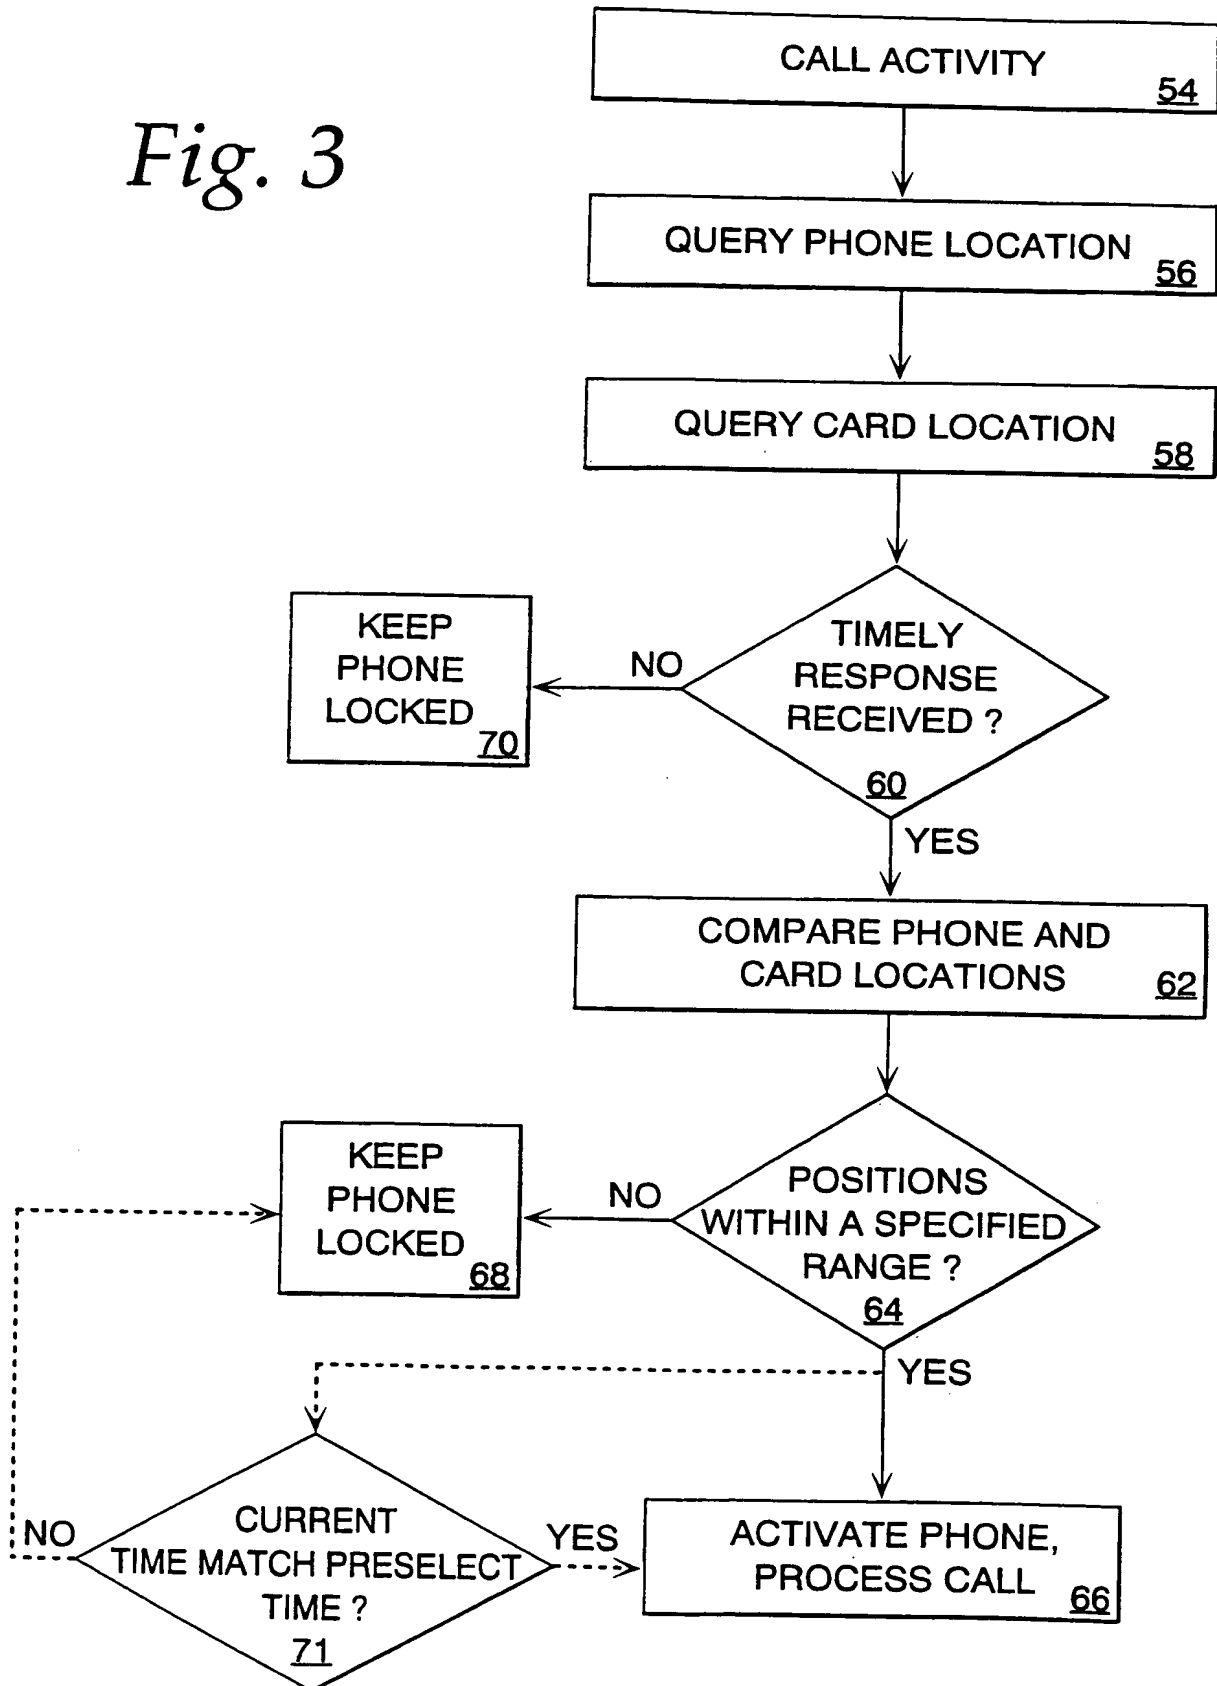 Fig. 3
CALL ACTIVITY
54
QUERY PHONE LOCATION
56
QUERY CARD LOCATION
58
TIMELY
RESPONSE
RECEIVED ?
60
NO
KEEP
PHONE
LOCKED
70
YES
COMPARE PHONE AND
CARD LOCATIONS
62
POSITIONS
WITHIN A SPECIFIED
RANGE ?
64
NO
KEEP
PHONE
LOCKED
68
YES
CURRENT
TIME MATCH PRESELECT
TIME ?
71
NO
YES
ACTIVATE PHONE,
PROCESS CALL
66